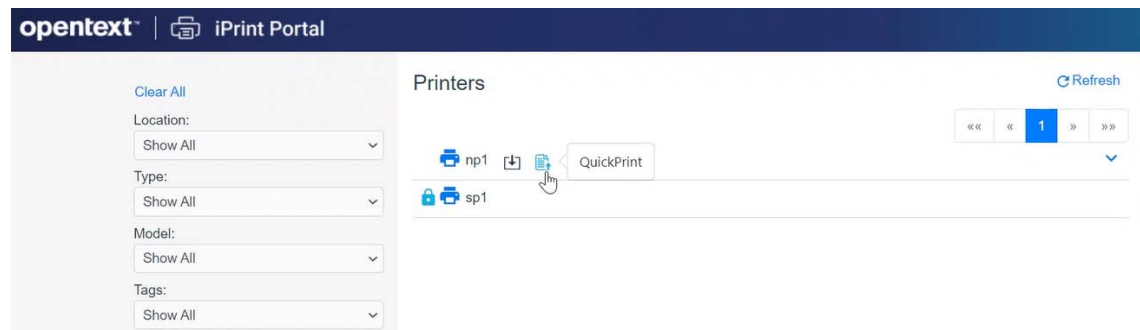 opentext™ | iPrint Portal
Clear All
Location:
Show All
Type:
Show All
Model:
Show All
Tags:
Show All
Printers
Refresh
«« « 1 » »»
np1 QuickPrint
sp1